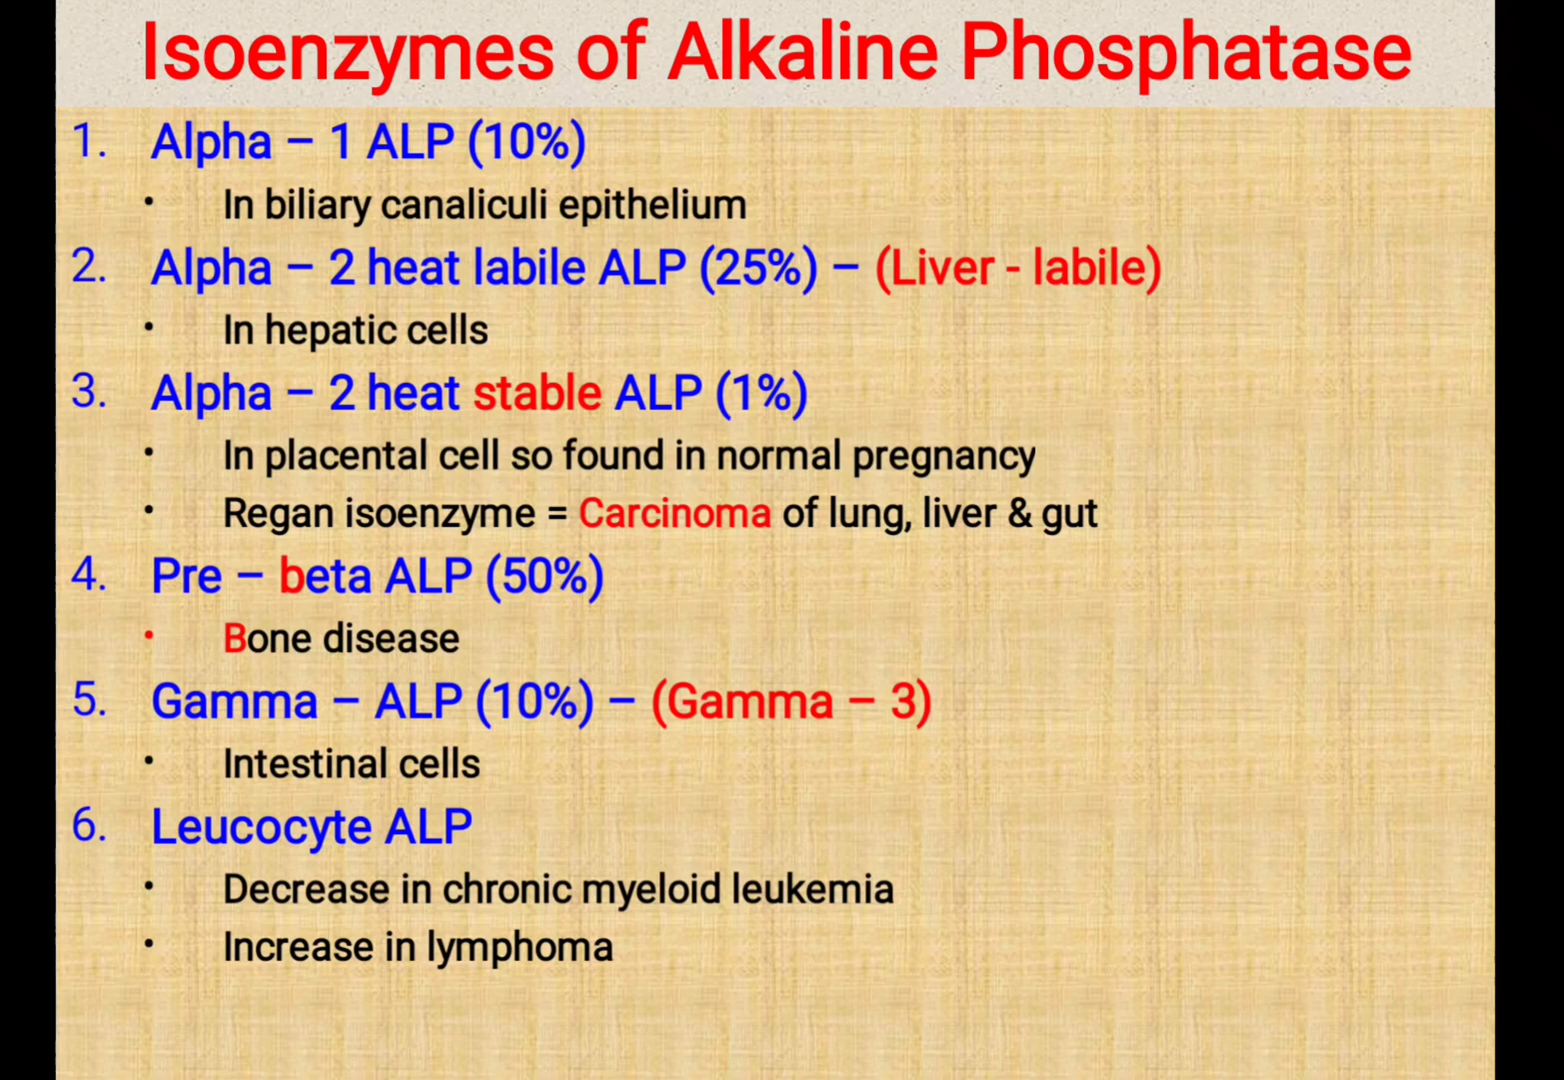 Isoenzymes of Alkaline Phosphatase
1. Alpha – 1 ALP (10%)
• In biliary canaliculi epithelium
2. Alpha – 2 heat labile ALP (25%) – (Liver - labile)
• In hepatic cells
3. Alpha – 2 heat stable ALP (1%)
• In placental cell so found in normal pregnancy
• Regan isoenzyme = Carcinoma of lung, liver & gut
4. Pre – beta ALP (50%)
• Bone disease
5. Gamma – ALP (10%) – (Gamma – 3)
• Intestinal cells
6. Leucocyte ALP
• Decrease in chronic myeloid leukemia
• Increase in lymphoma